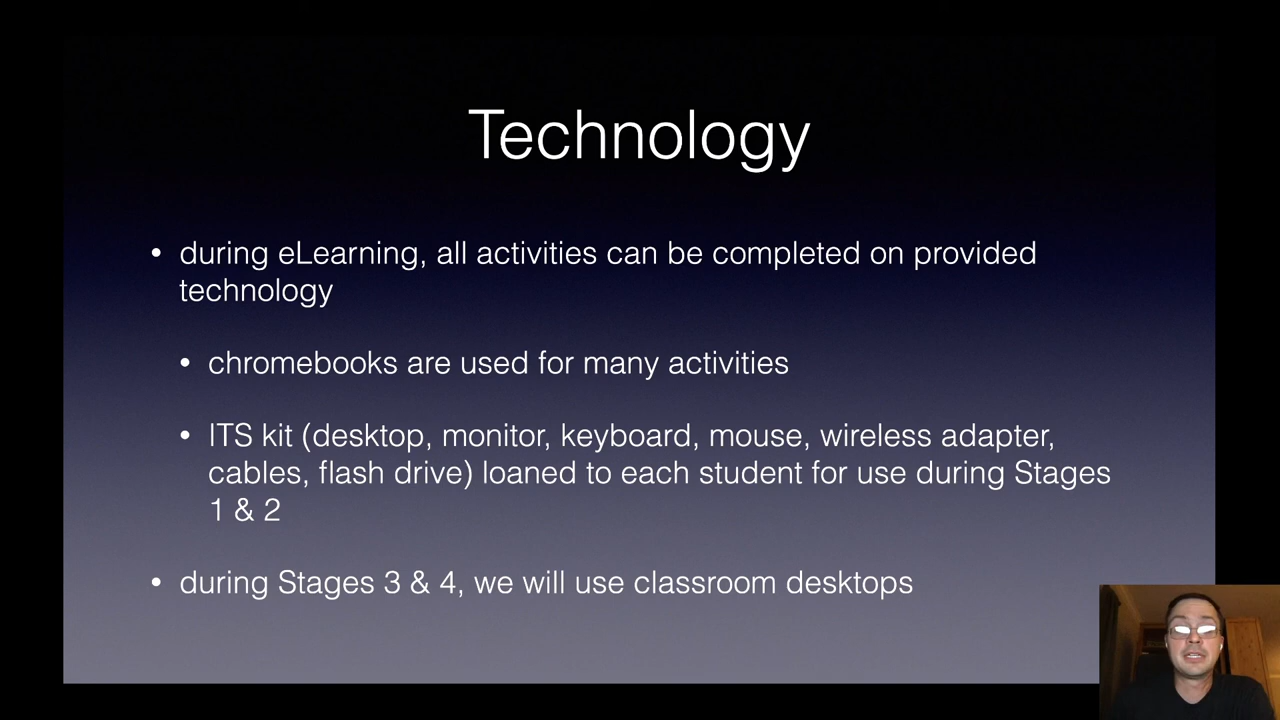 Technology
• during eLearning, all activities can be completed on provided
technology
• chromebooks are used for many activities
• ITS kit (desktop, monitor, keyboard, mouse, wireless adapter,
cables, flash drive) loaned to each student for use during Stages
1 & 2
• during Stages 3 & 4, we will use classroom desktops